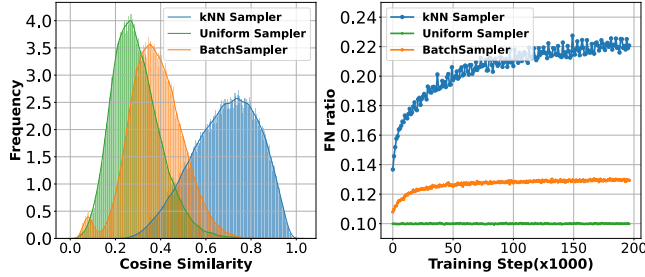 kNN Sampler
Uniform Sampler
BatchSampler
Frequency
4.0
3.5
3.0
2.5
2.0
1.5
1.0
0.5
0.0
0.0 0.2 0.4 0.6 0.8 1.0
Cosine Similarity
kNN Sampler
Uniform Sampler
BatchSampler
FN ratio
0.22
0.20
0.18
0.16
0.14
0.12
0.10
0 50 100 150 200
Training Step(x1000)